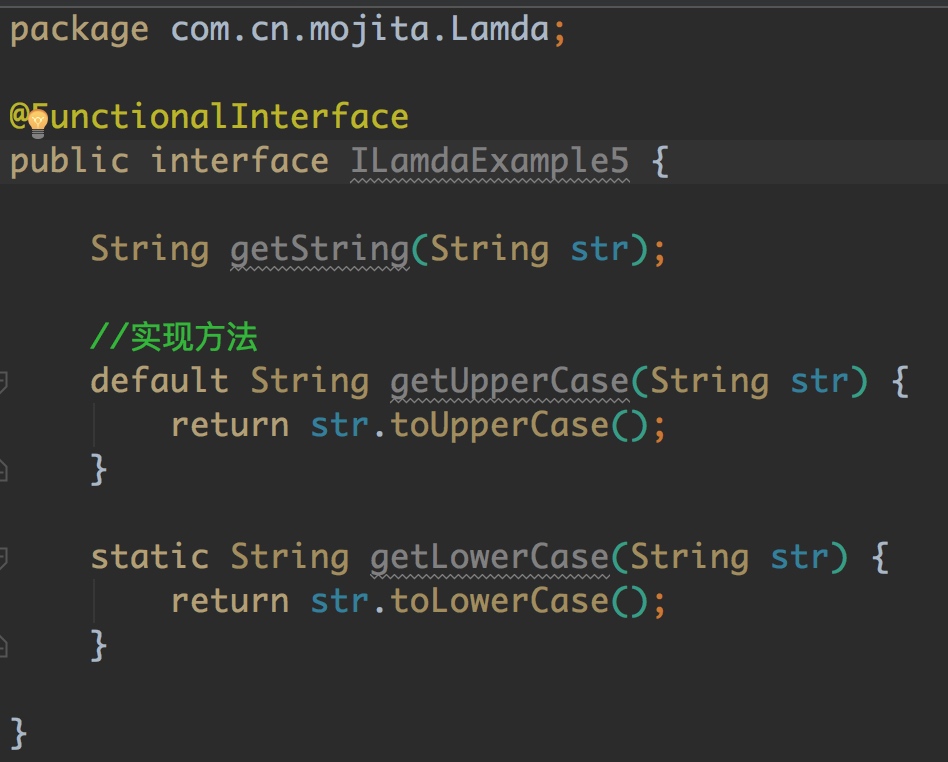 package com.cn.mojita.Lamda;
@FunctionalInterface
public interface ILamdaExample5 {
String getString(String str);
//实现方法
default String getUpperCase(String str) {
return str.toUpperCase();
}
static String getLowerCase(String str) {
return str.toLowerCase();
}
}